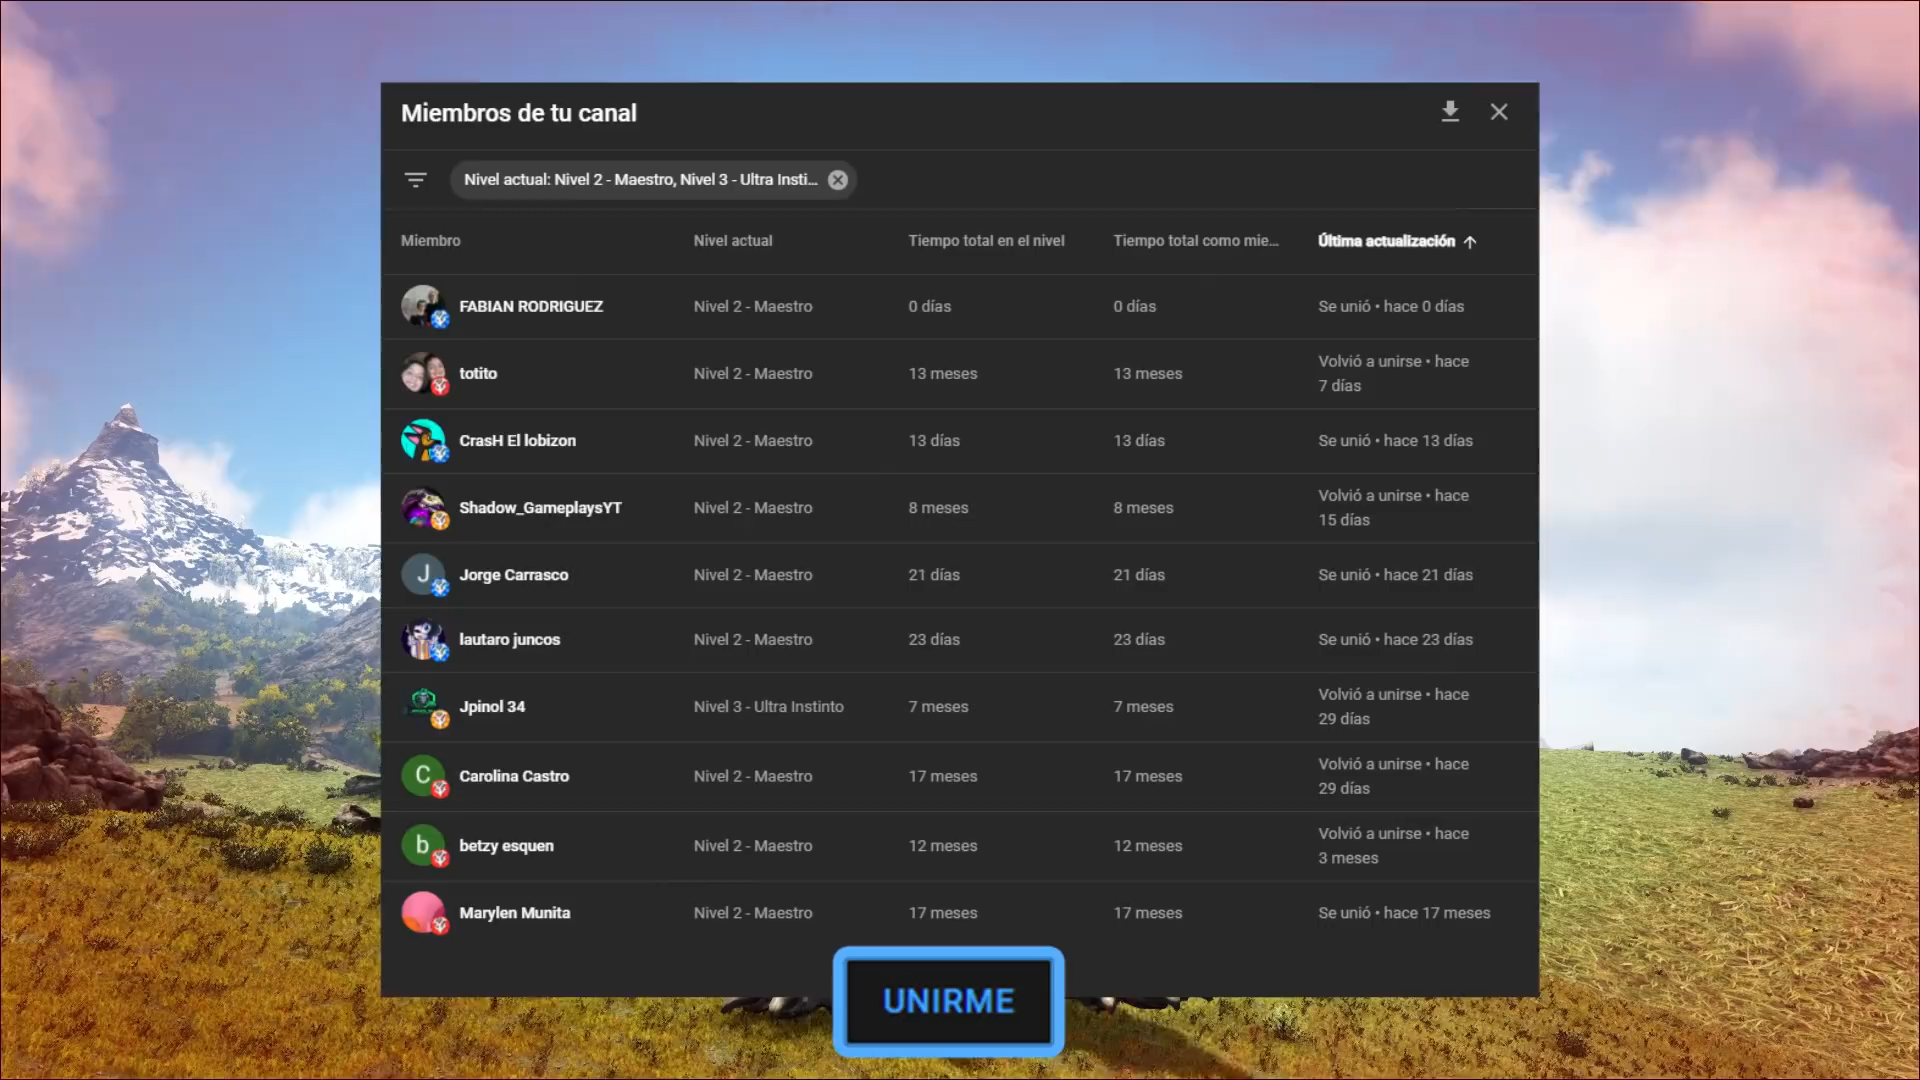 Miembros de tu canal
Nivel actual: Nivel 2 - Maestro, Nivel 3 - Ultra Insti...
Miembro Nivel actual Tiempo total en el nivel Tiempo total como mie... Última actualización
FABIAN RODRIGUEZ Nivel 2 - Maestro 0 días 0 días Se unió • hace 0 días
totito Nivel 2 - Maestro 13 meses 13 meses Volvió a unirse • hace
7 días
CrasH El lobizon Nivel 2 - Maestro 13 días 13 días Se unió • hace 13 días
Shadow_GameplaysYT Nivel 2 - Maestro 8 meses 8 meses Volvió a unirse • hace
15 días
J Jorge Carrasco Nivel 2 - Maestro 21 días 21 días Se unió • hace 21 días
lautaro juncos Nivel 2 - Maestro 23 días 23 días Se unió • hace 23 días
Jpinol 34 Nivel 3 - Ultra Instinto 7 meses 7 meses Volvió a unirse • hace
29 días
C Carolina Castro Nivel 2 - Maestro 17 meses 17 meses Volvió a unirse • hace
29 días
b betzy esquen Nivel 2 - Maestro 12 meses 12 meses Volvió a unirse • hace
3 meses
Marylen Munita Nivel 2 - Maestro 17 meses 17 meses Se unió • hace 17 meses
UNIRME